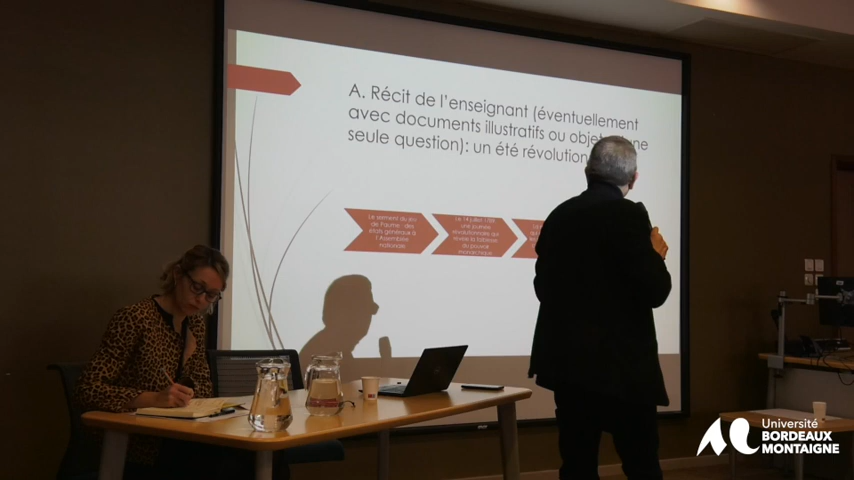 A. Récit de l'enseignant (éventuellement
avec documents illustratifs ou objet
seule question): un été révolution
Le serment du Jeu
de Paume : des
états généraux à
l'Assemblée
nationale
Le 14 juillet 1789
une journée
révolutionnaire qui
révèle la faiblesse
du pouvoir
monarchique
Université
BORDEAUX
MONTAIGNE